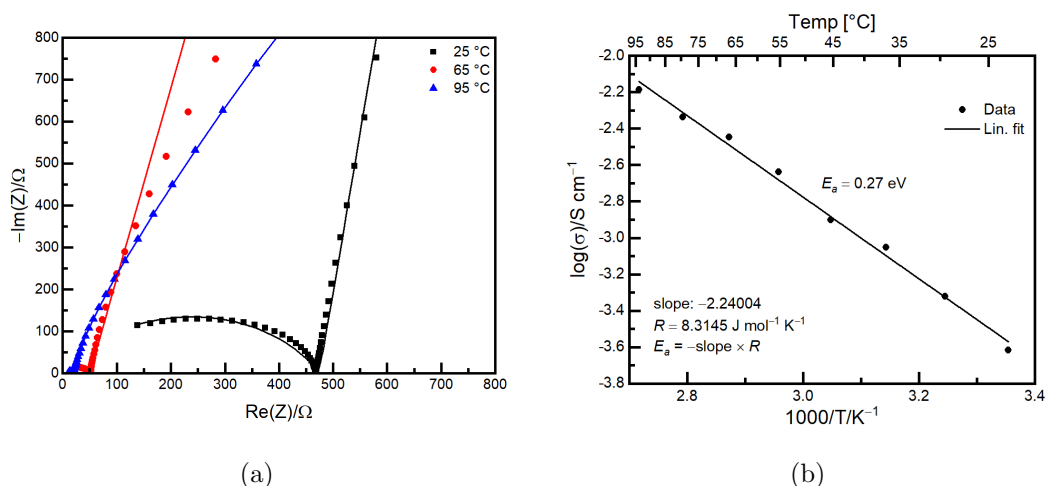 800
700
600
500
400
300
200
100
0
0 100 200 300 400 500 600 700 800
−Im(Z)/Ω
Re(Z)/Ω
25 °C
65 °C
95 °C
(a)
Temp [°C]
95 85 75 65 55 45 35 25
-2.0
-2.2
-2.4
-2.6
-2.8
-3.0
-3.2
-3.4
-3.6
-3.8
log(σ)/S cm⁻¹
Data
Lin. fit
Eₐ = 0.27 eV
slope: −2.24004
R = 8.3145 J mol⁻¹ K⁻¹
Eₐ = −slope × R
2.8 3.0 3.2 3.4
1000/T/K⁻¹
(b)